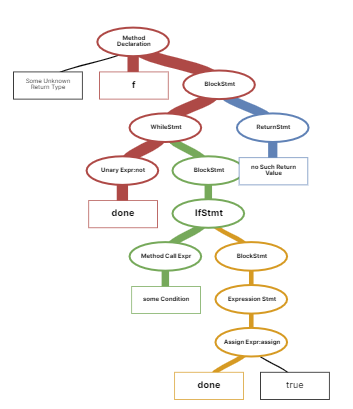 Method
Declaration
Some Unknown
Return Type
f
BlockStmt
WhileStmt
ReturnStmt
Unary Expr:not
BlockStmt
no Such Return
Value
done
IfStmt
Method Call Expr
BlockStmt
some Condition
Expression Stmt
Assign Expr:assign
done
true